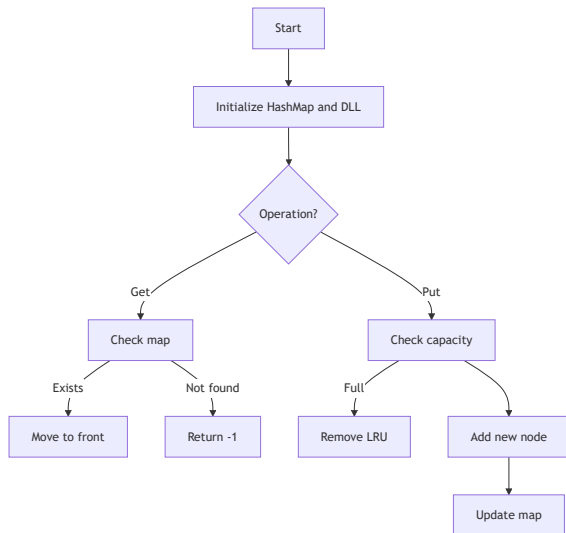 Start
Initialize HashMap and DLL
Operation?
Get
Put
Check map
Check capacity
Exists
Not found
Full
Move to front
Return -1
Remove LRU
Add new node
Update map